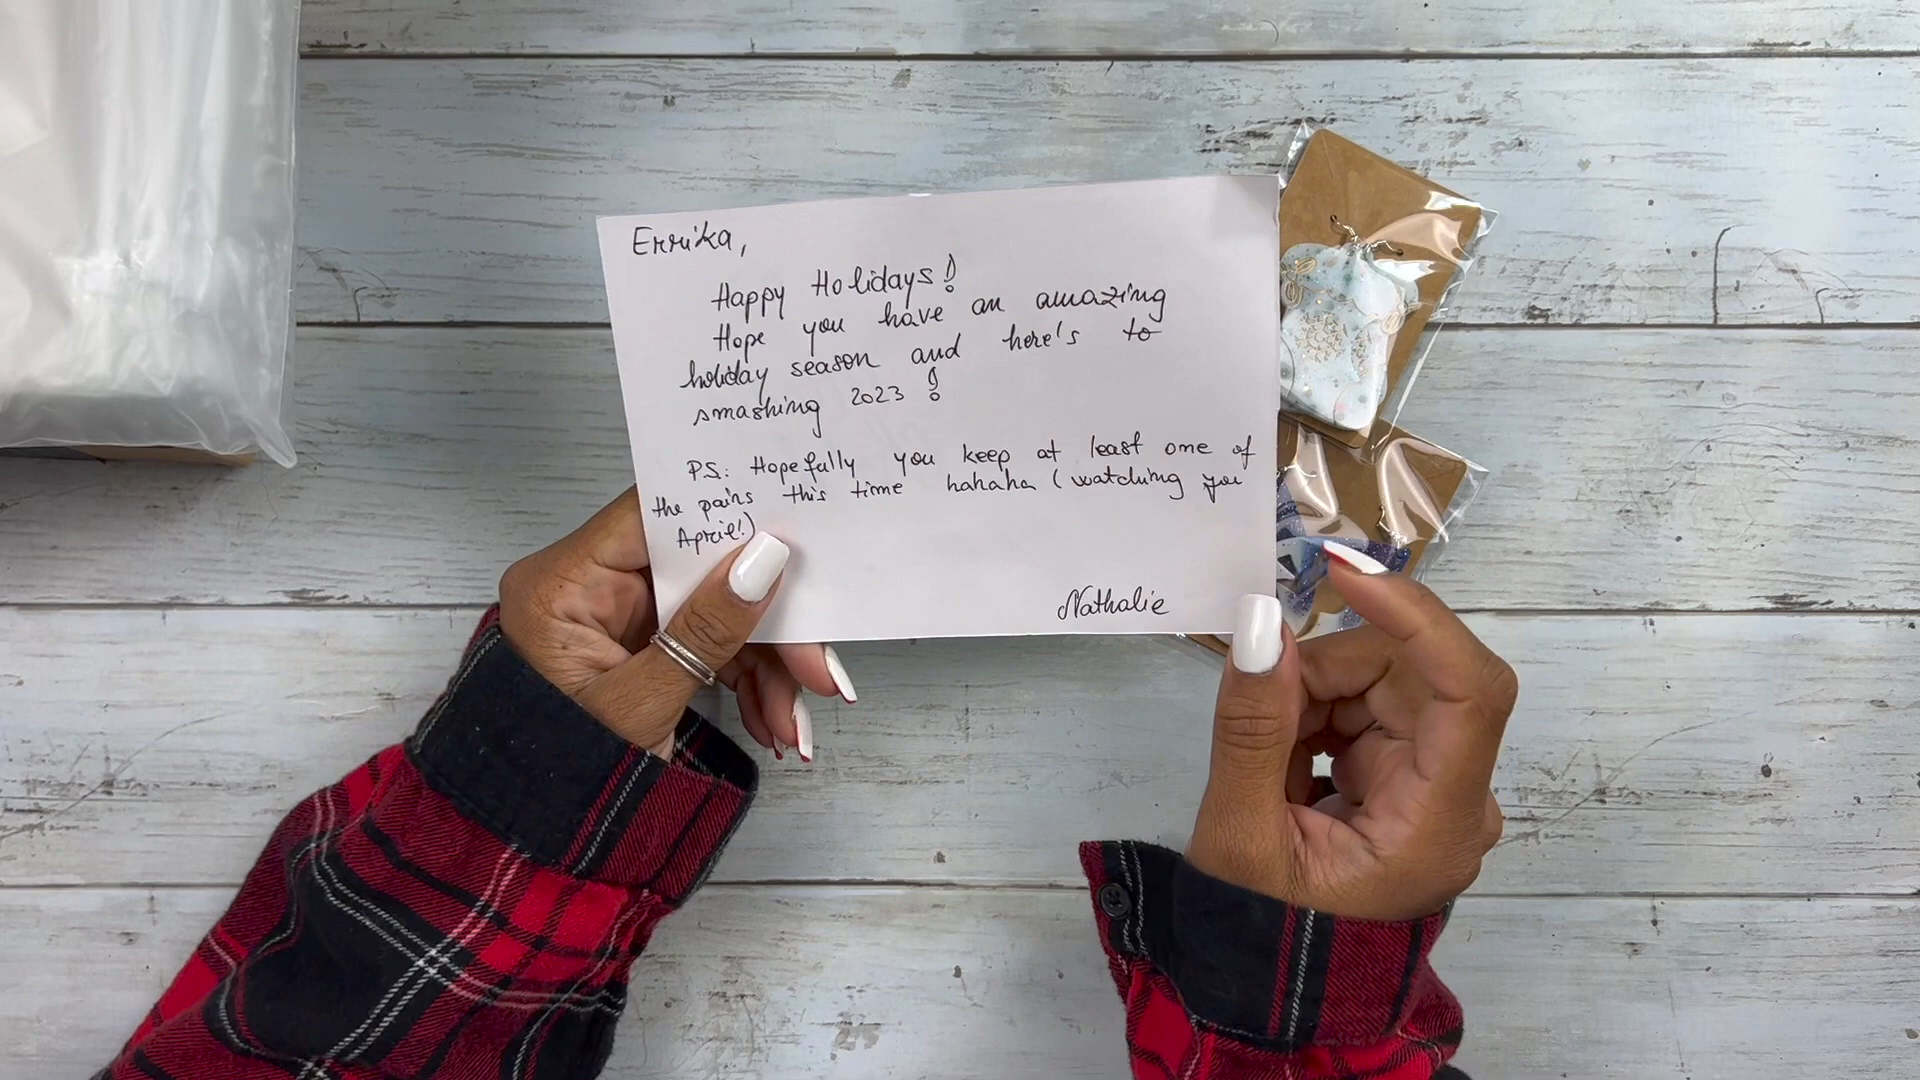 Errika,
Happy Holidays!
Hope you have an amazing
holiday season and here's to
smashing 2023!
PS: Hopefully you keep at least one of
the pairs this time hahaha (watching you
April!)
Nathalie